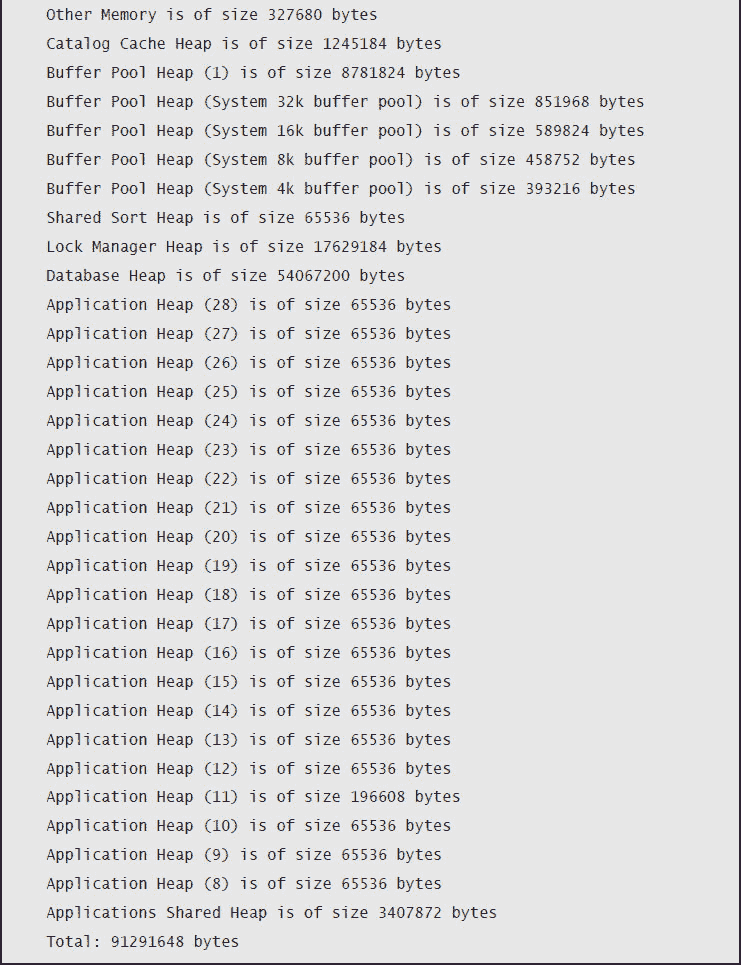 Other Memory is of size 327680 bytes
Catalog Cache Heap is of size 1245184 bytes
Buffer Pool Heap (1) is of size 8781824 bytes
Buffer Pool Heap (System 32k buffer pool) is of size 851968 bytes
Buffer Pool Heap (System 16k buffer pool) is of size 589824 bytes
Buffer Pool Heap (System 8k buffer pool) is of size 458752 bytes
Buffer Pool Heap (System 4k buffer pool) is of size 393216 bytes
Shared Sort Heap is of size 65536 bytes
Lock Manager Heap is of size 17629184 bytes
Database Heap is of size 54067200 bytes
Application Heap (28) is of size 65536 bytes
Application Heap (27) is of size 65536 bytes
Application Heap (26) is of size 65536 bytes
Application Heap (25) is of size 65536 bytes
Application Heap (24) is of size 65536 bytes
Application Heap (23) is of size 65536 bytes
Application Heap (22) is of size 65536 bytes
Application Heap (21) is of size 65536 bytes
Application Heap (20) is of size 65536 bytes
Application Heap (19) is of size 65536 bytes
Application Heap (18) is of size 65536 bytes
Application Heap (17) is of size 65536 bytes
Application Heap (16) is of size 65536 bytes
Application Heap (15) is of size 65536 bytes
Application Heap (14) is of size 65536 bytes
Application Heap (13) is of size 65536 bytes
Application Heap (12) is of size 65536 bytes
Application Heap (11) is of size 196608 bytes
Application Heap (10) is of size 65536 bytes
Application Heap (9) is of size 65536 bytes
Application Heap (8) is of size 65536 bytes
Applications Shared Heap is of size 3407872 bytes
Total: 91291648 bytes